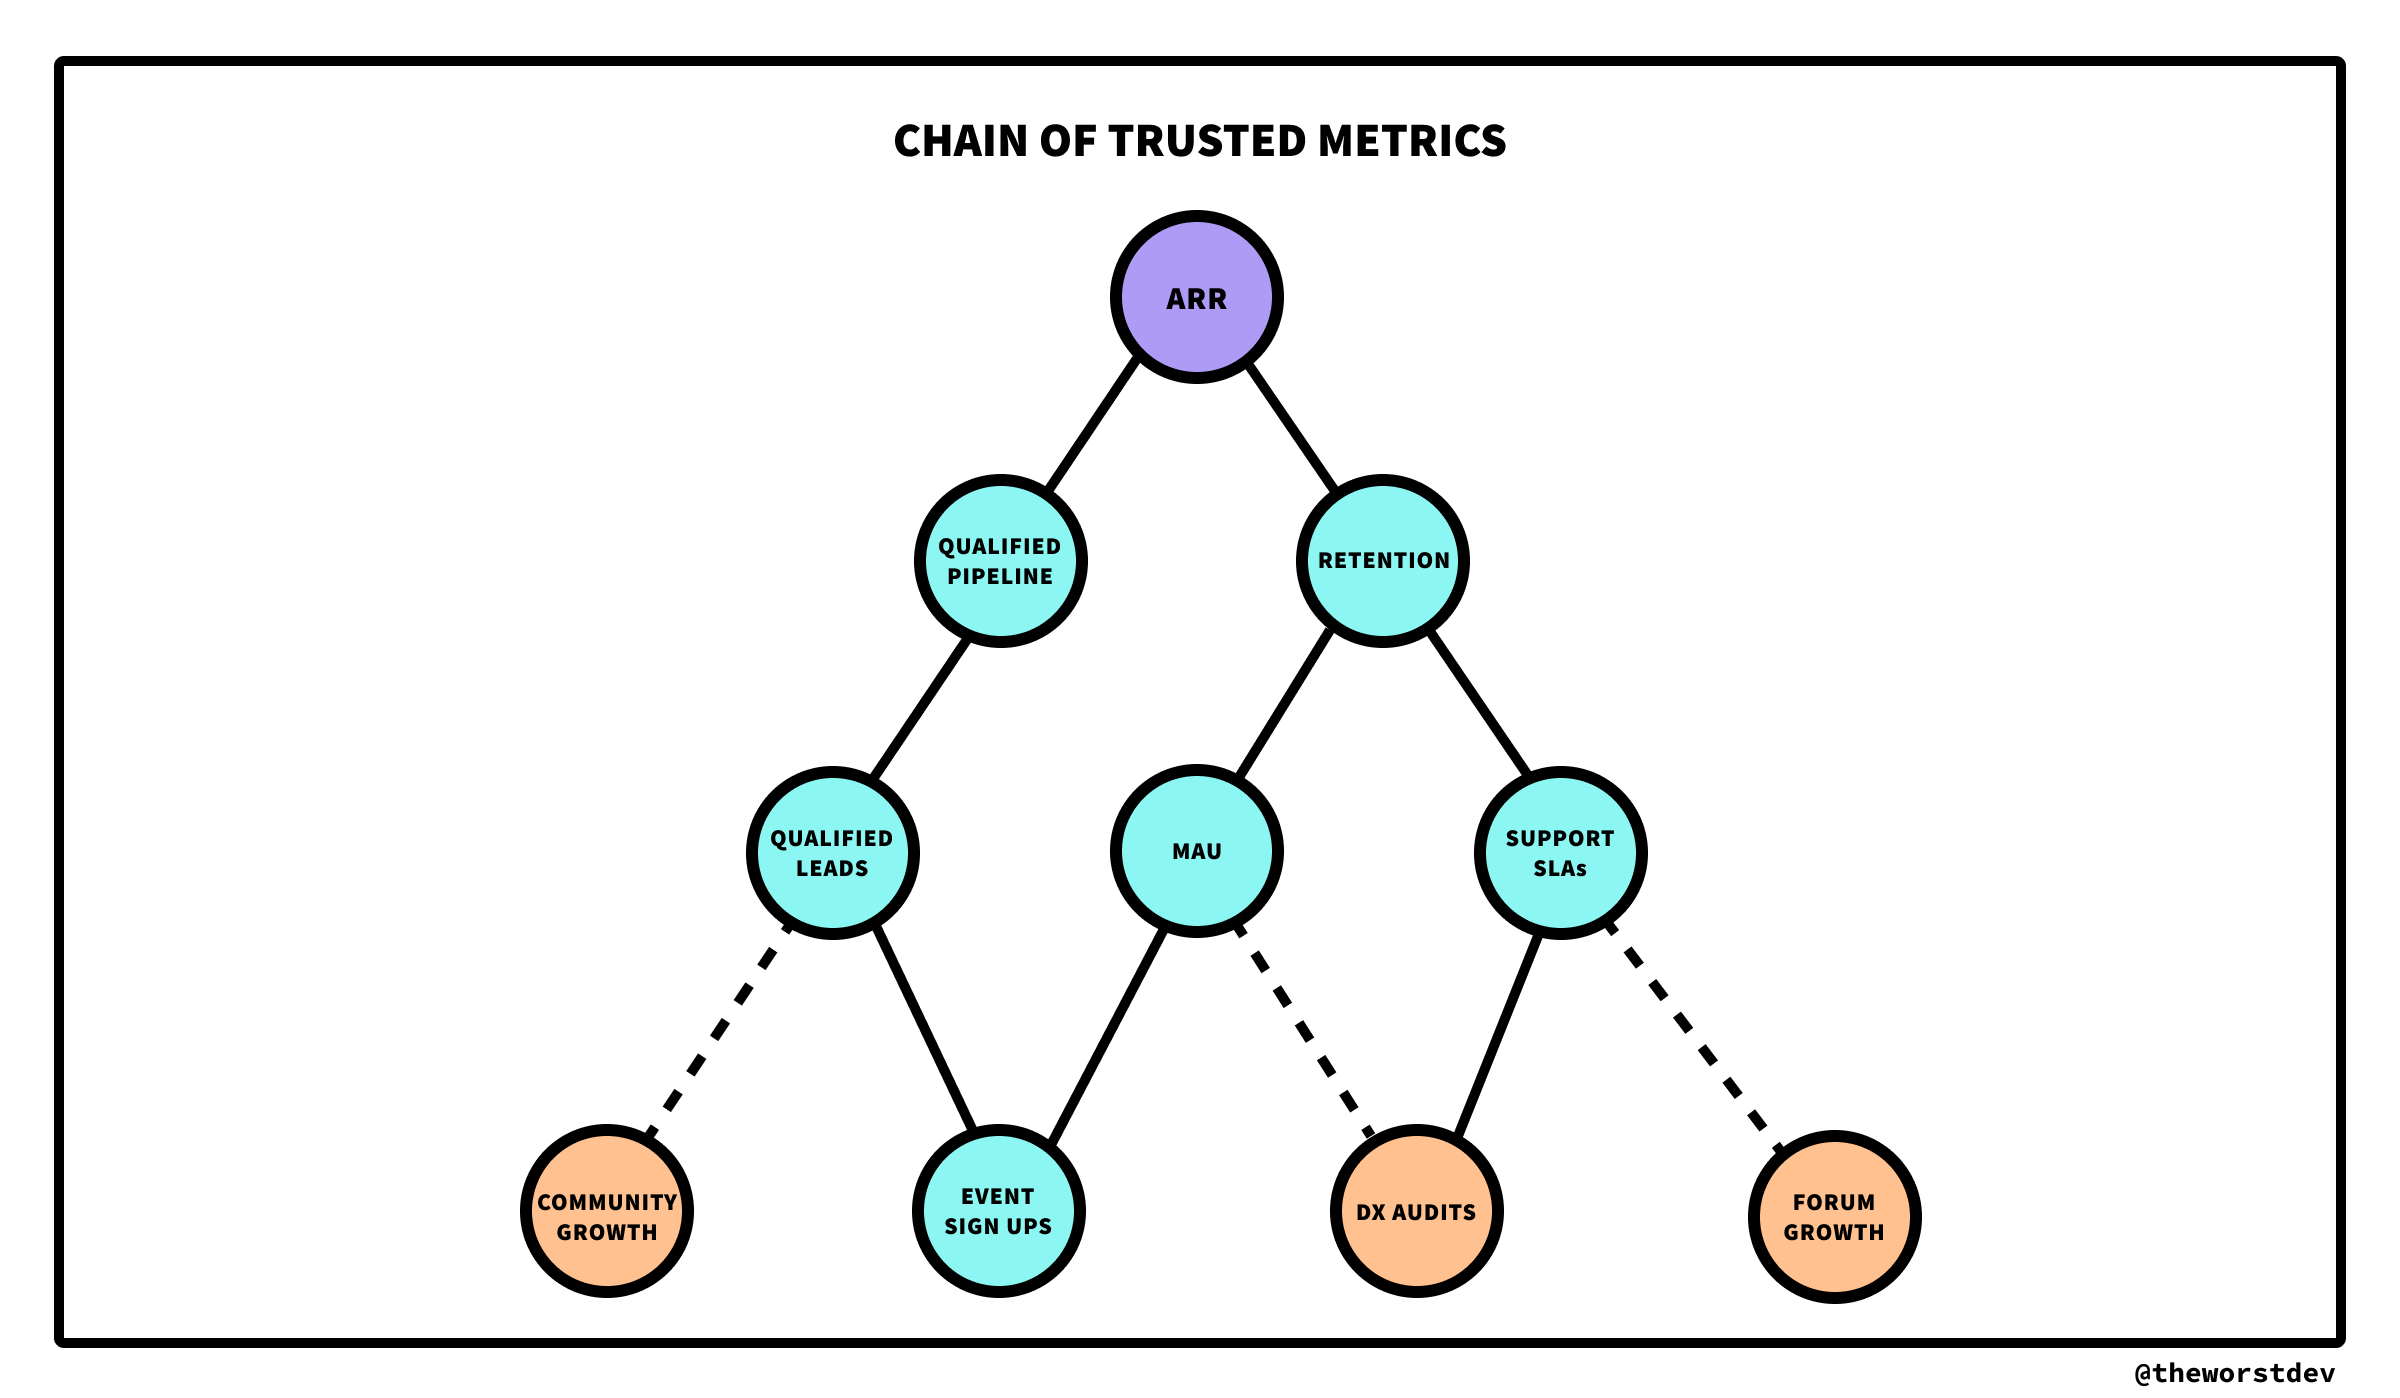 CHAIN OF TRUSTED METRICS
ARR
QUALIFIED
PIPELINE
RETENTION
QUALIFIED
LEADS
MAU
SUPPORT
SLAs
COMMUNITY
GROWTH
EVENT
SIGN UPS
DX AUDITS
FORUM
GROWTH
@theworstdev